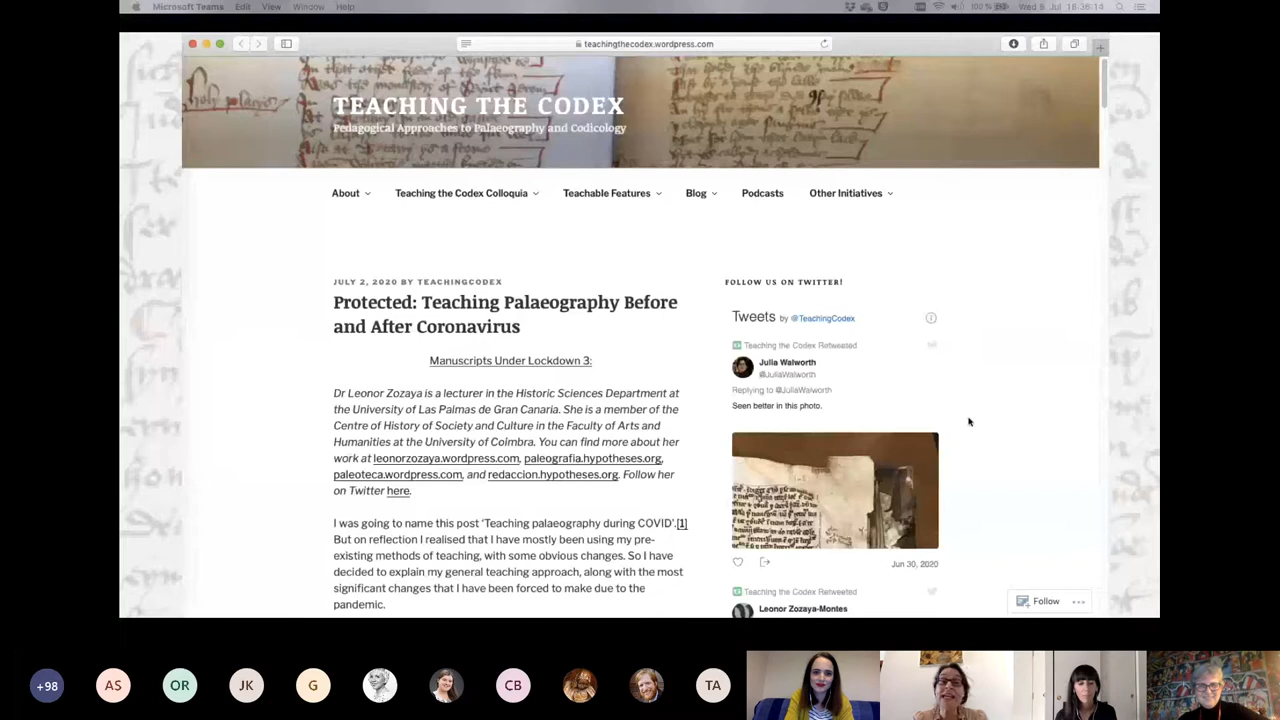 Microsoft Teams Edit View Window Help
100 % Wed 8. Jul 16:36:14
teachingthecodex.wordpress.com
TEACHING THE CODEX
Pedagogical Approaches to Palaeography and Codicology
About Teaching the Codex Colloquia Teachable Features Blog Podcasts Other Initiatives
JULY 2, 2020 BY TEACHINGCODEX
Protected: Teaching Palaeography Before
and After Coronavirus
Manuscripts Under Lockdown 3:
Dr Leonor Zozaya is a lecturer in the Historic Sciences Department at
the University of Las Palmas de Gran Canaria. She is a member of the
Centre of History of Society and Culture in the Faculty of Arts and
Humanities at the University of Coimbra. You can find more about her
work at leonorzozaya.wordpress.com, paleografia.hypotheses.org,
paleoteca.wordpress.com, and redaccion.hypotheses.org. Follow her
on Twitter here.
I was going to name this post ‘Teaching palaeography during COVID’.[1]
But on reflection I realised that I have mostly been using my pre-
existing methods of teaching, with some obvious changes. So I have
decided to explain my general teaching approach, along with the most
significant changes that I have been forced to make due to the
pandemic.
FOLLOW US ON TWITTER!
Tweets by @TeachingCodex
Teaching the Codex Retweeted
Julia Walworth
@JuliaWalworth
Replying to @JuliaWalworth
Seen better in this photo.
Jun 30, 2020
Teaching the Codex Retweeted
Leonor Zozaya-Montes
Follow
+98 AS OR JK G CB TA